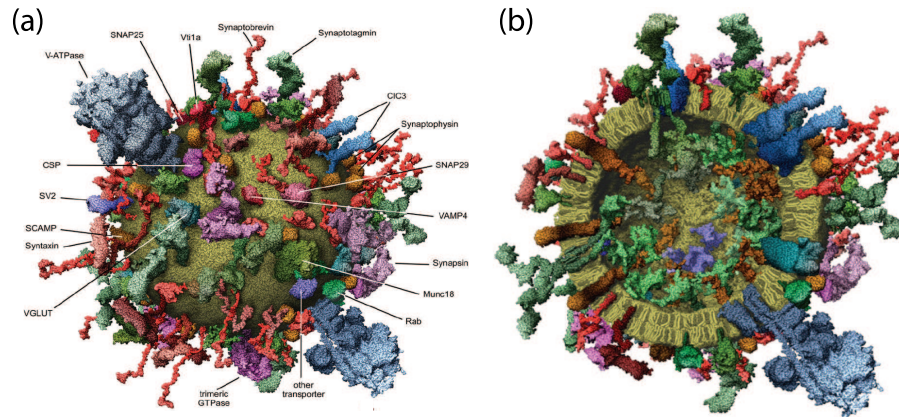 (a)
(b)
SNAP25
Vti1a
Synaptobrevin
Synaptotagmin
V-ATPase
ClC3
Synaptophysin
CSP
SNAP29
SV2
VAMP4
SCAMP
Syntaxin
Synapsin
VGLUT
Munc18
Rab
trimeric
GTPase
other
transporter